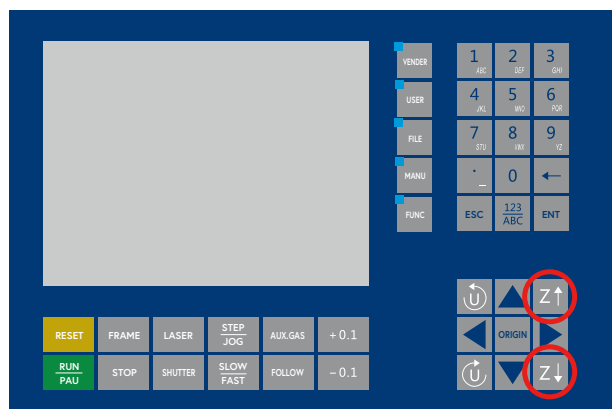 VENDER
1 ABC
2 DEF
3 GHI
USER
4 JKL
5 MNO
6 PQR
FILE
7 STU
8 VWX
9 YZ
MANU
._
0
←
FUNC
ESC
123
ABC
ENT
U
Z↑
RESET
FRAME
LASER
STEP
JOG
AUX.GAS
+0.1
ORIGIN
RUN
PAU
STOP
SHUTTER
SLOW
FAST
FOLLOW
-0.1
U
Z↓